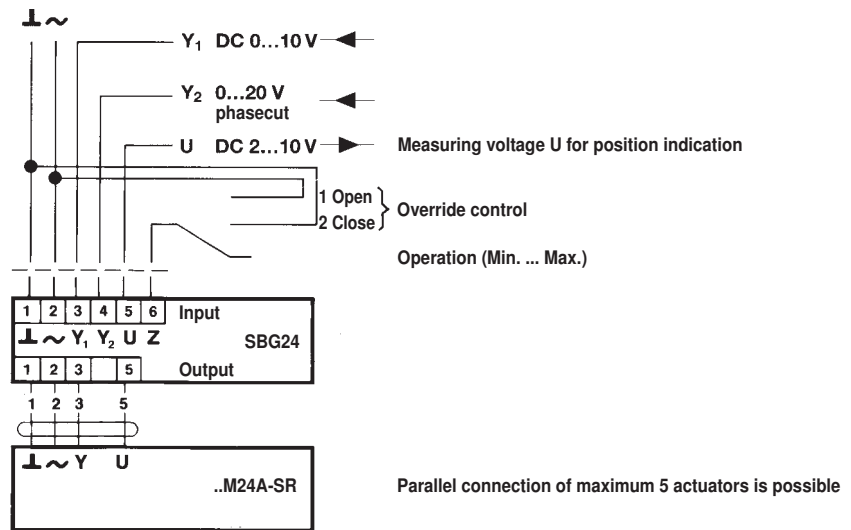 ⊥ ~
Y₁ DC 0...10 V
Y₂ 0...20 V
phasecut
U DC 2...10 V
Measuring voltage U for position indication
1 Open
2 Close
Override control
Operation (Min. ... Max.)
1 2 3 4 5 6 Input
⊥ ~ Y₁ Y₂ U Z SBG24
1 2 3 5 Output
1 2 3 5
⊥ ~ Y U
..M24A-SR
Parallel connection of maximum 5 actuators is possible